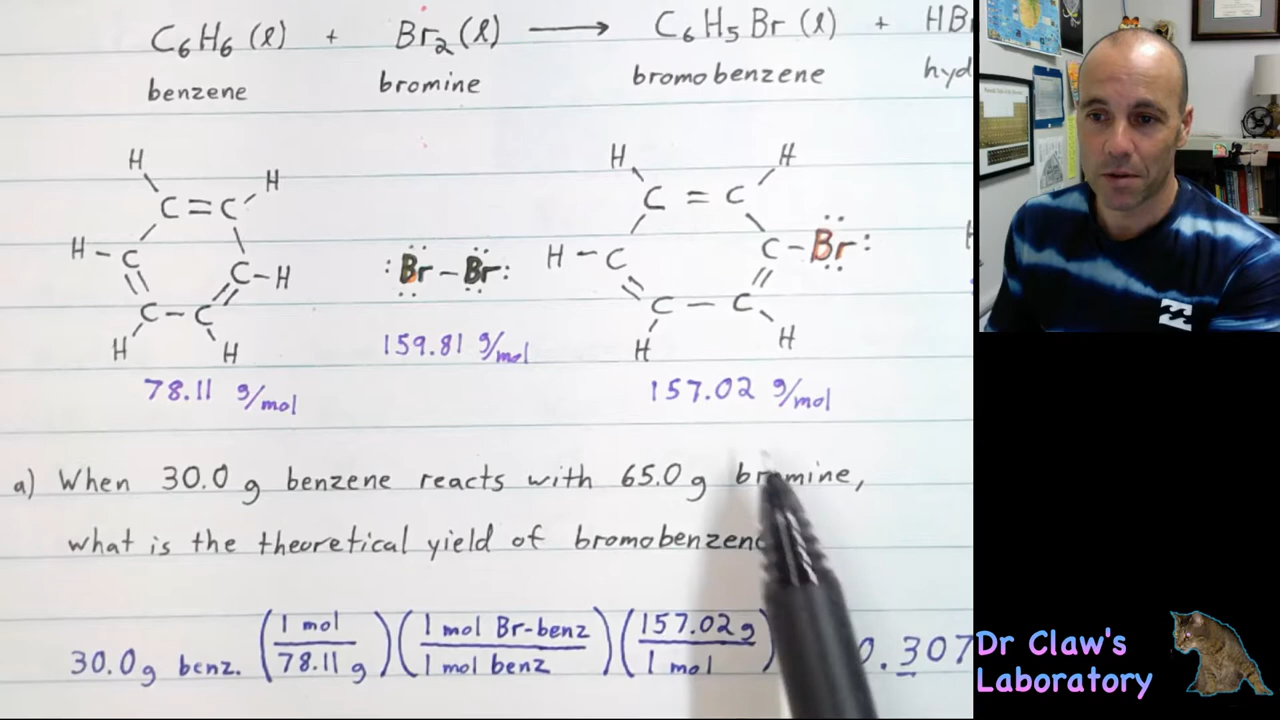 C6H6 (l) + Br2 (l) ⟶ C6H5Br (l) +
benzene bromine bromobenzene
H H H H
C = C C = C
H – C C – H :Br – Br: H – C C – Br:
C – C C – C
H H H H
78.11 g/mol 159.81 g/mol 157.02 g/mol
a) When 30.0 g benzene reacts with 65.0 g bromine,
what is the theoretical yield of
30.0g benz. (1 mol / 78.11 g) (1 mol Br-benz / 1 mol benz) (157.02 g / 1 mol) 0.307
Dr Claw's
Laboratory